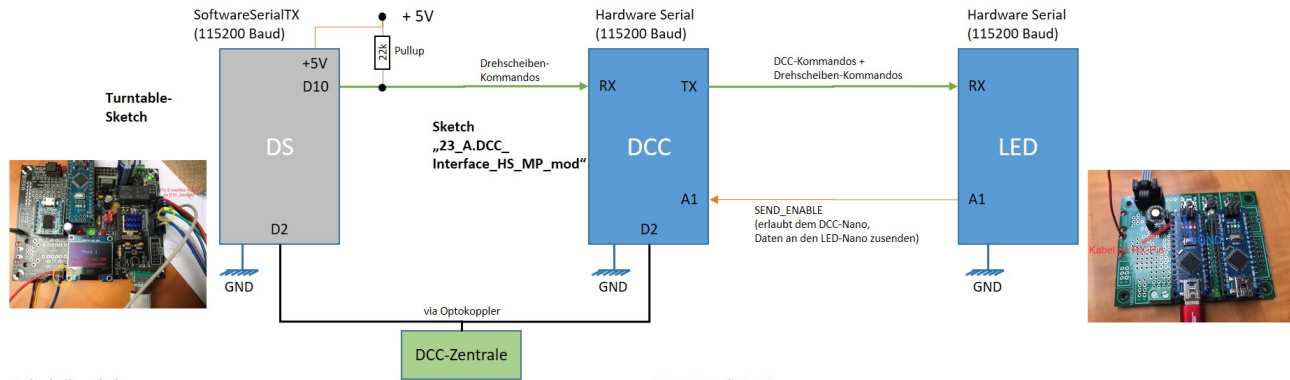 SoftwareSerialTX
(115200 Baud)
+ 5V
22k
Pullup
+5V
D10
DS
D2
GND
Turntable-
Sketch
Drehscheiben-
Kommandos
Sketch
„23_A.DCC_
Interface_HS_MP_mod“
Hardware Serial
(115200 Baud)
RX
TX
DCC
A1
D2
GND
DCC-Kommandos +
Drehscheiben-Kommandos
SEND_ENABLE
(erlaubt dem DCC-Nano,
Daten an den LED-Nano zusenden)
Hardware Serial
(115200 Baud)
RX
LED
A1
GND
via Optokoppler
DCC-Zentrale
GND